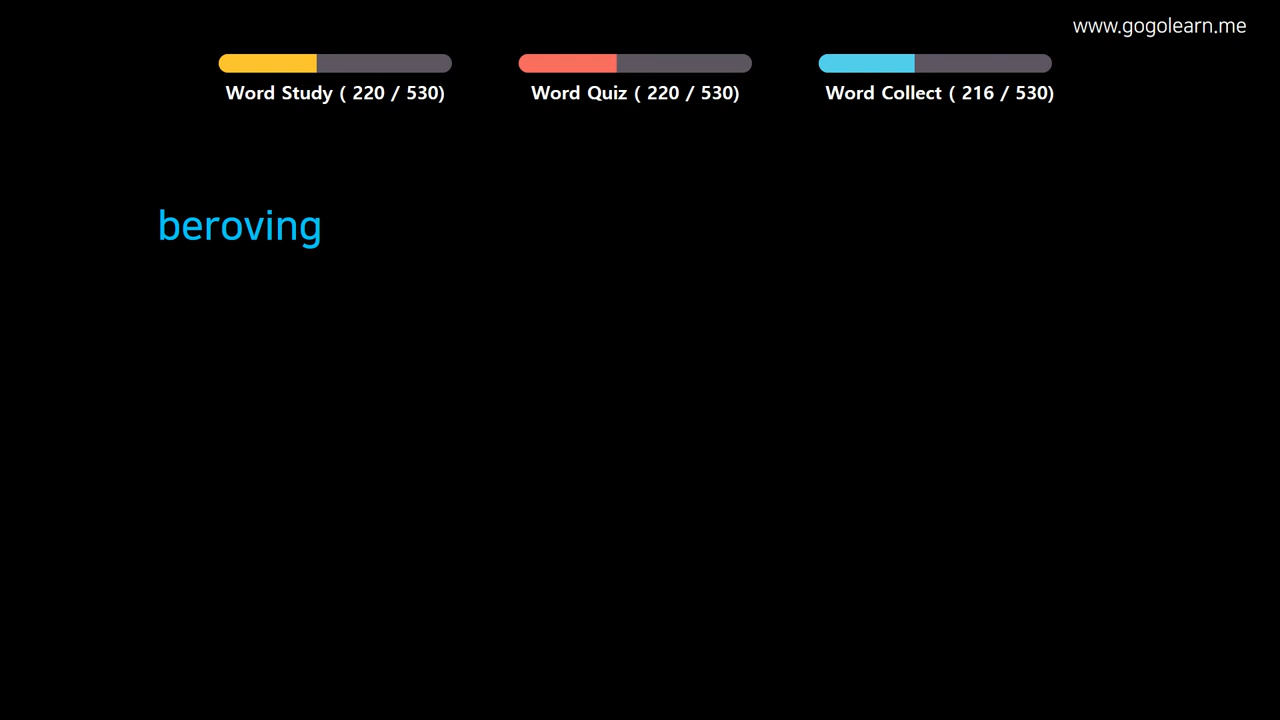 www.gogolearn.me
Word Study ( 220 / 530)
Word Quiz ( 220 / 530)
Word Collect ( 216 / 530)
beroving